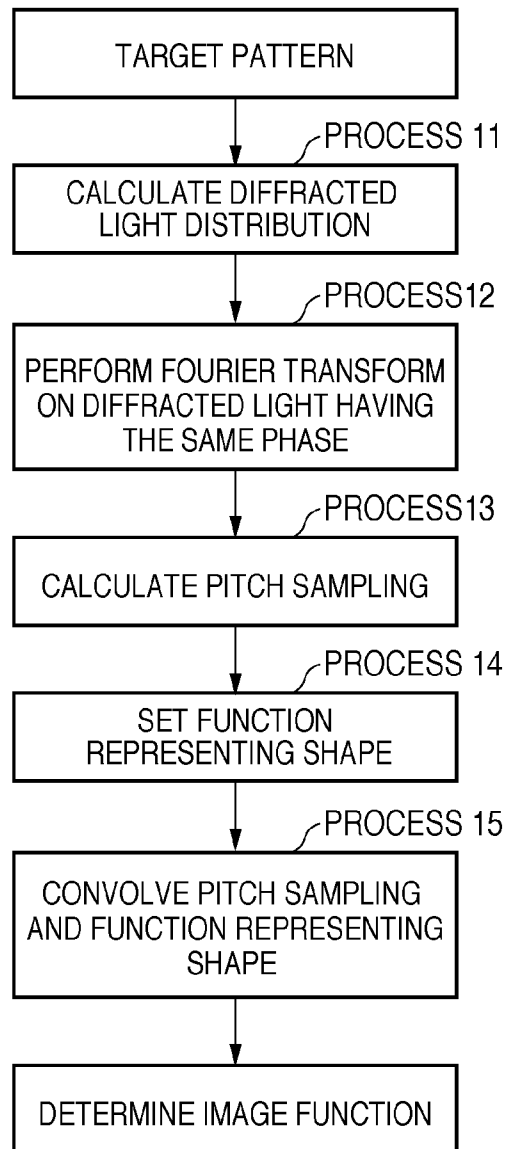 TARGET PATTERN
PROCESS 11
CALCULATE DIFFRACTED
LIGHT DISTRIBUTION
PROCESS12
PERFORM FOURIER TRANSFORM
ON DIFFRACTED LIGHT HAVING
THE SAME PHASE
PROCESS13
CALCULATE PITCH SAMPLING
PROCESS 14
SET FUNCTION
REPRESENTING SHAPE
PROCESS 15
CONVOLVE PITCH SAMPLING
AND FUNCTION REPRESENTING
SHAPE
DETERMINE IMAGE FUNCTION